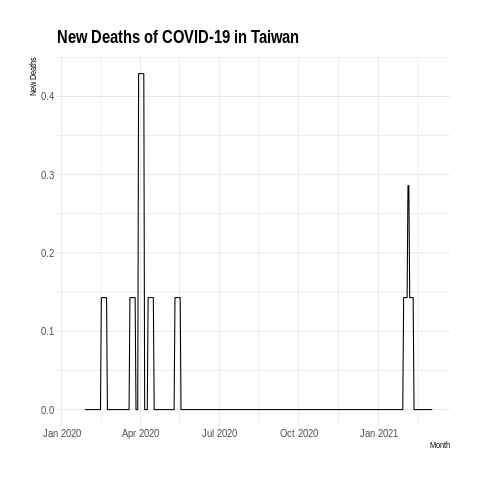 New Deaths of COVID-19 in Taiwan
New Deaths
0.4
0.3
0.2
0.1
0.0
Jan 2020 Apr 2020 Jul 2020 Oct 2020 Jan 2021
Month